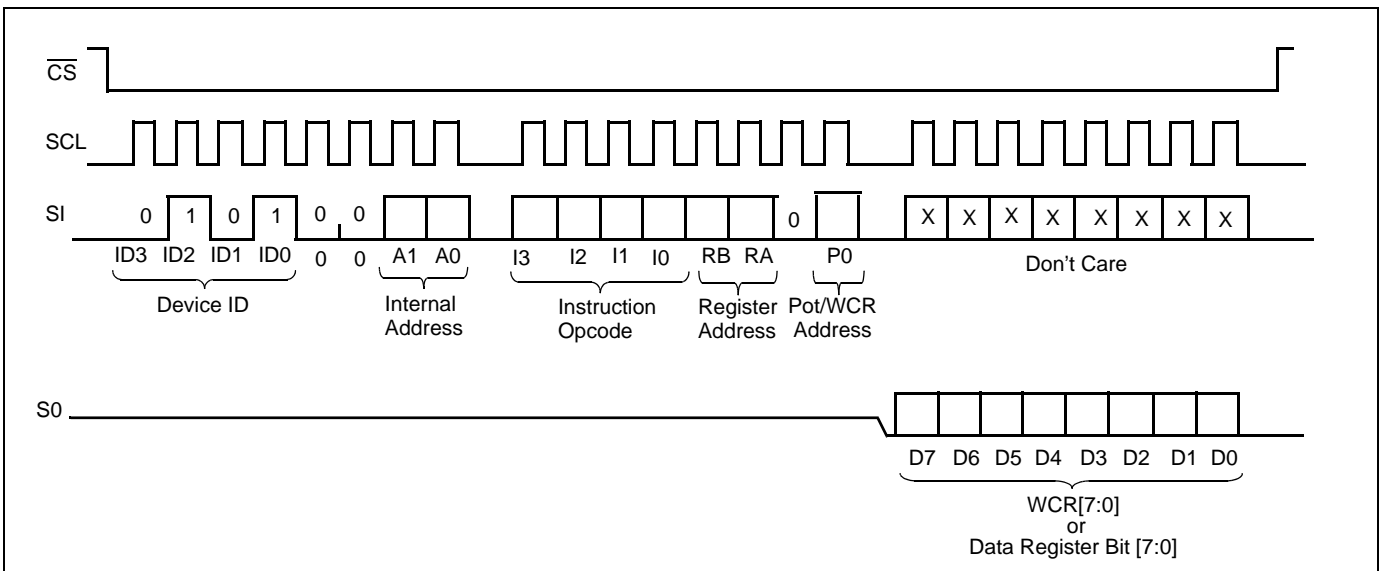 CS
SCL
SI 0 1 0 1 0 0 0 X X X X X X X X
ID3 ID2 ID1 ID0 0 0 A1 A0 I3 I2 I1 I0 RB RA P0 Don't Care
Device ID Internal Address Instruction Opcode Register Address Pot/WCR Address
S0
D7 D6 D5 D4 D3 D2 D1 D0
WCR[7:0]
or
Data Register Bit [7:0]